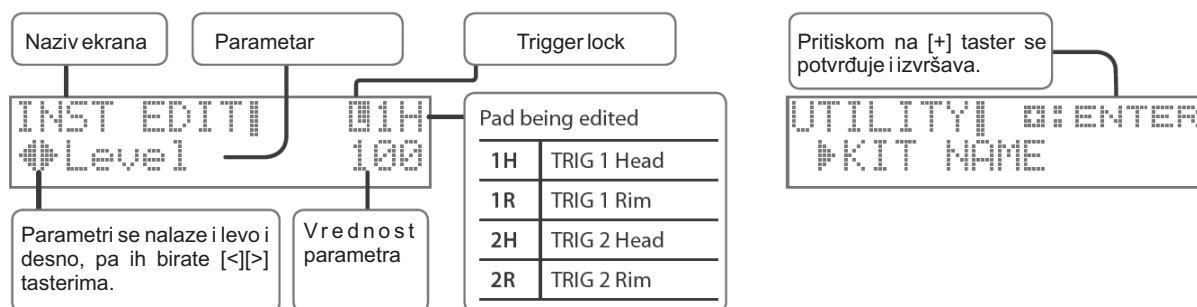 Naziv ekrana
Parametar
Trigger lock
INST EDIT
1H
Level
100
Parametri se nalaze i levo i
desno, pa ih birate [<][>]
tasterima.
Vrednost
parametra
Pad being edited
1H TRIG 1 Head
1R TRIG 1 Rim
2H TRIG 2 Head
2R TRIG 2 Rim
Pritiskom na [+] taster se
potvrđuje i izvršava.
UTILITY :ENTER
KIT NAME